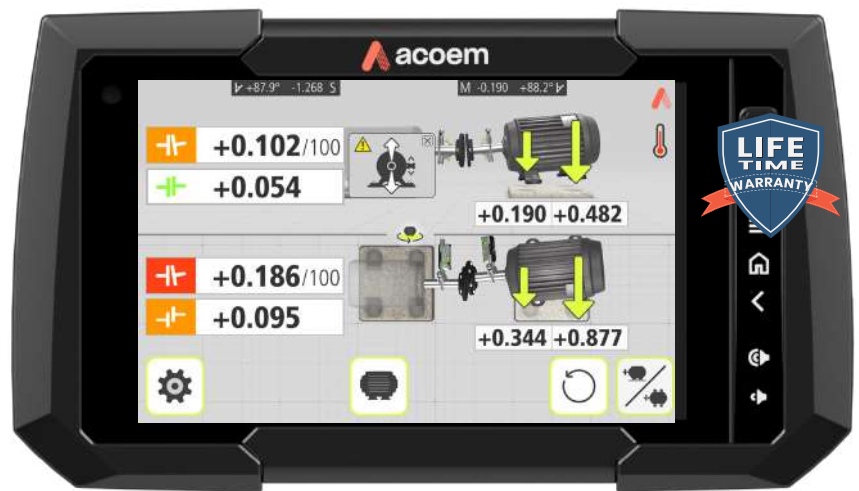 acoem
+87.9° -1.268 S
M -0.190 +88.2°
+0.102/100
+0.054
+0.190 +0.482
+0.186/100
+0.095
+0.344 +0.877
LIFE
TIME
WARRANTY